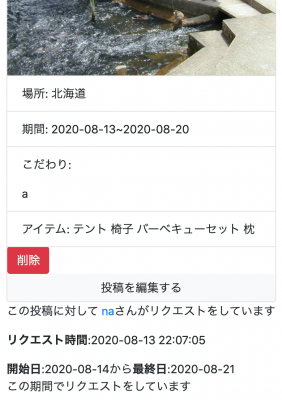 場所: 北海道
期間: 2020-08-13~2020-08-20
こだわり:
a
アイテム: テント 椅子 バーベキューセット 枕
削除
投稿を編集する
この投稿に対して naさんがリクエストをしています
リクエスト時間:2020-08-13 22:07:05
開始日:2020-08-14から最終日:2020-08-21
この期間でリクエストをしています